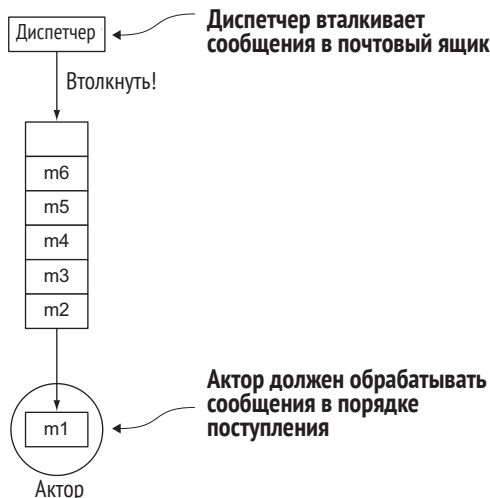 Диспетчер
Диспетчер вталкивает
сообщения в почтовый ящик
Втолкнуть!
m6
m5
m4
m3
m2
Актор должен обрабатывать
сообщения в порядке
поступления
m1
Актор